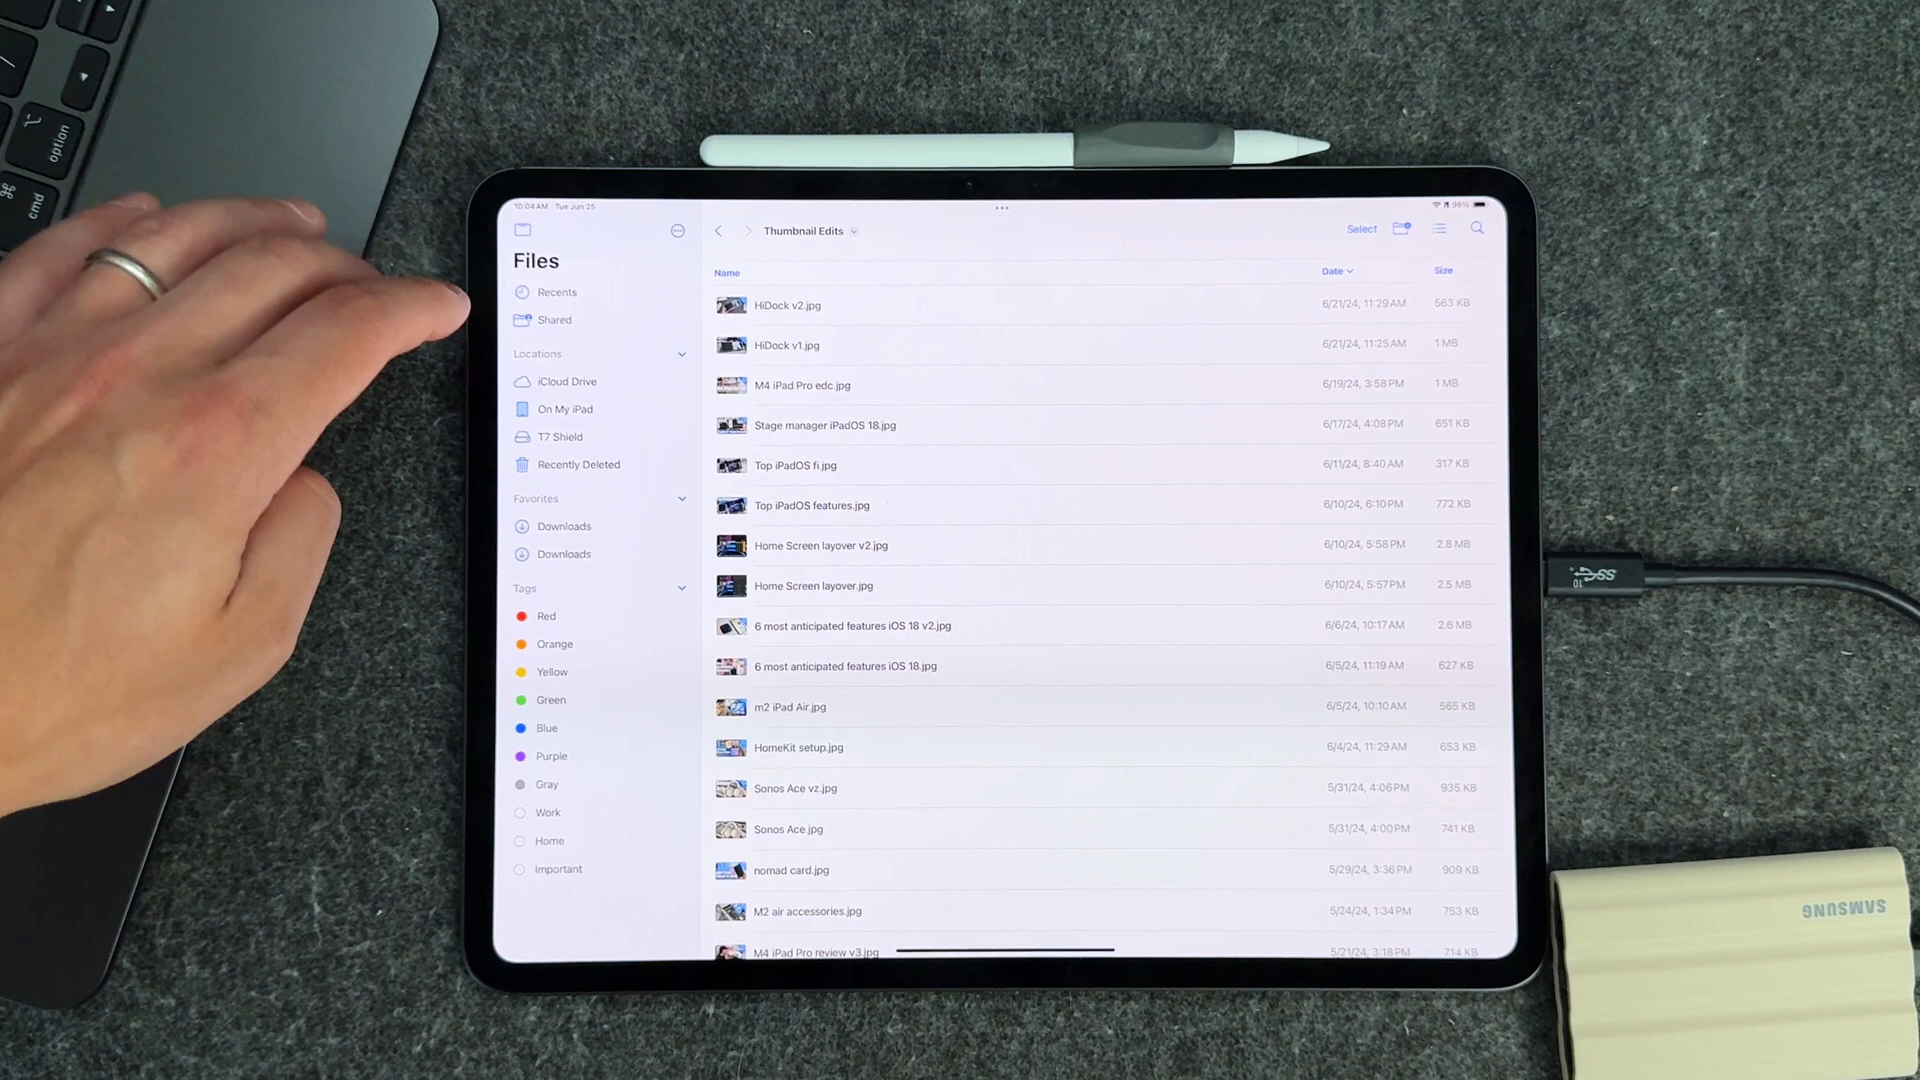 option
cmd
10:04 AM Tue Jun 25
96%
Files
Recents
Shared
Locations
iCloud Drive
On My iPad
T7 Shield
Recently Deleted
Favorites
Downloads
Downloads
Tags
Red
Orange
Yellow
Green
Blue
Purple
Gray
Work
Home
Important
Thumbnail Edits
Select
Name Date Size
HiDock v2.jpg 6/21/24, 11:29 AM 563 KB
HiDock v1.jpg 6/21/24, 11:25 AM 1 MB
M4 iPad Pro edc.jpg 6/19/24, 3:58 PM 1 MB
Stage manager iPadOS 18.jpg 6/17/24, 4:08 PM 651 KB
Top iPadOS fi.jpg 6/11/24, 8:40 AM 317 KB
Top iPadOS features.jpg 6/10/24, 6:10 PM 772 KB
Home Screen layover v2.jpg 6/10/24, 5:58 PM 2.8 MB
Home Screen layover.jpg 6/10/24, 5:57 PM 2.5 MB
6 most anticipated features iOS 18 v2.jpg 6/6/24, 10:17 AM 2.6 MB
6 most anticipated features iOS 18.jpg 6/5/24, 11:19 AM 627 KB
m2 iPad Air.jpg 6/5/24, 10:10 AM 565 KB
HomeKit setup.jpg 6/4/24, 11:29 AM 653 KB
Sonos Ace vz.jpg 5/31/24, 4:06 PM 935 KB
Sonos Ace.jpg 5/31/24, 4:00 PM 741 KB
nomad card.jpg 5/29/24, 3:36 PM 909 KB
M2 air accessories.jpg 5/24/24, 1:34 PM 753 KB
M4 iPad Pro review v3.jpg 5/21/24, 3:18 PM 714 KB
SS 10
SAMSUNG